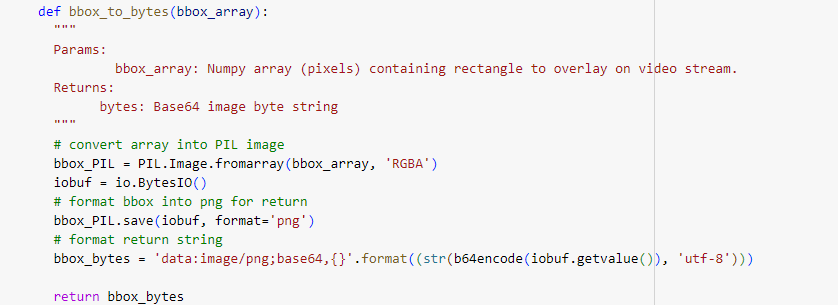 def bbox_to_bytes(bbox_array):
"""
Params:
bbox_array: Numpy array (pixels) containing rectangle to overlay on video stream.
Returns:
bytes: Base64 image byte string
"""
# convert array into PIL image
bbox_PIL = PIL.Image.fromarray(bbox_array, 'RGBA')
iobuf = io.BytesIO()
# format bbox into png for return
bbox_PIL.save(iobuf, format='png')
# format return string
bbox_bytes = 'data:image/png;base64,{}'.format((str(b64encode(iobuf.getvalue()), 'utf-8')))
return bbox_bytes